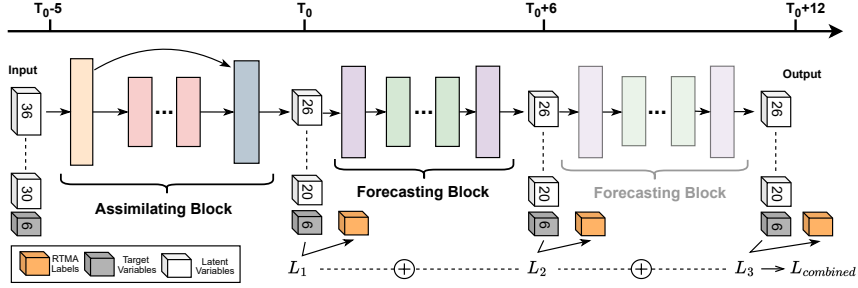 T₀-5 T₀ T₀+6 T₀+12
Input Output
36 26 26 26
... ... ...
30 20 20 20
6 6 6 6
Assimilating Block
Forecasting Block
Forecasting Block
RTMA Labels
Target Variables
Latent Variables
L₁ + L₂ + L₃ → L_combined